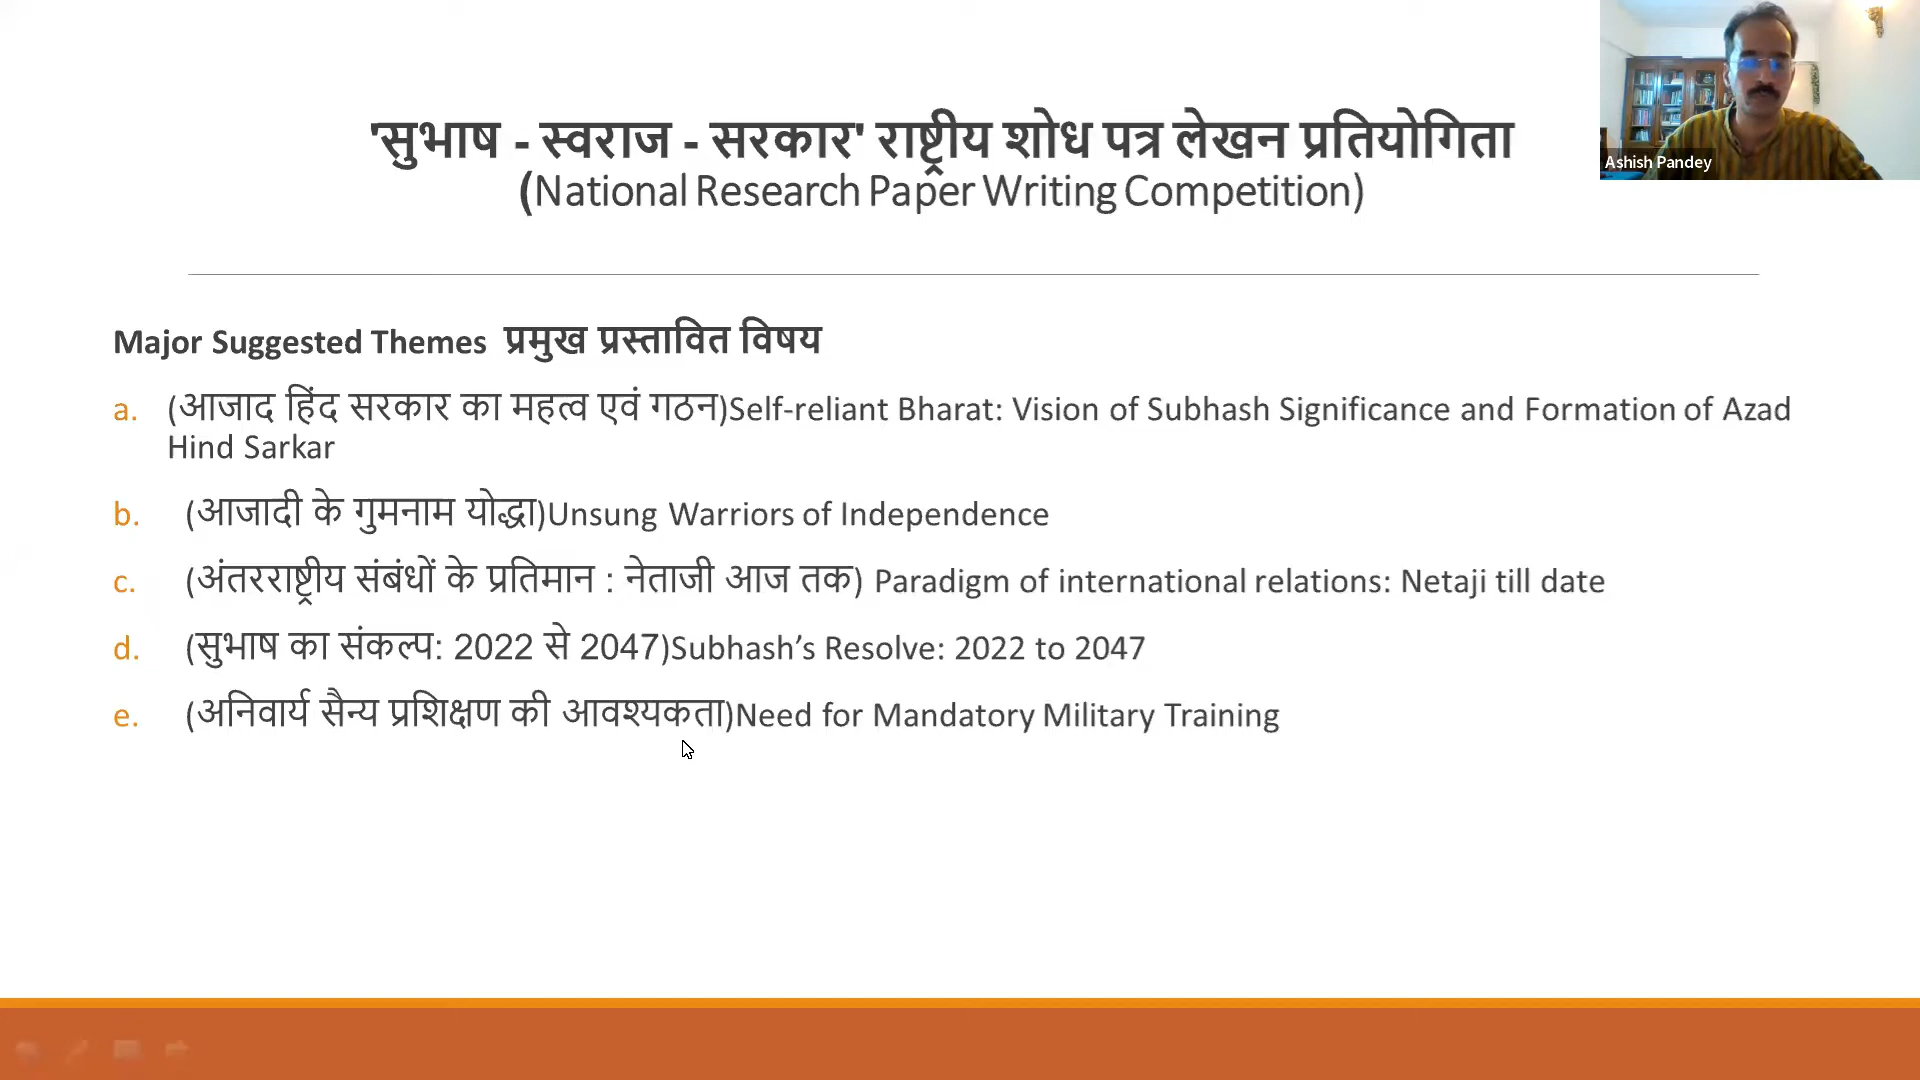 'सुभाष - स्वराज - सरकार' राष्ट्रीय शोध पत्र लेखन प्रतियोगिता
(National Research Paper Writing Competition)
Ashish Pandey
Major Suggested Themes प्रमुख प्रस्तावित विषय
a. (आजाद हिंद सरकार का महत्व एवं गठन)Self-reliant Bharat: Vision of Subhash Significance and Formation of Azad
Hind Sarkar
b. (आजादी के गुमनाम योद्धा)Unsung Warriors of Independence
c. (अंतरराष्ट्रीय संबंधों के प्रतिमान : नेताजी आज तक) Paradigm of international relations: Netaji till date
d. (सुभाष का संकल्प: 2022 से 2047)Subhash’s Resolve: 2022 to 2047
e. (अनिवार्य सैन्य प्रशिक्षण की आवश्यकता)Need for Mandatory Military Training